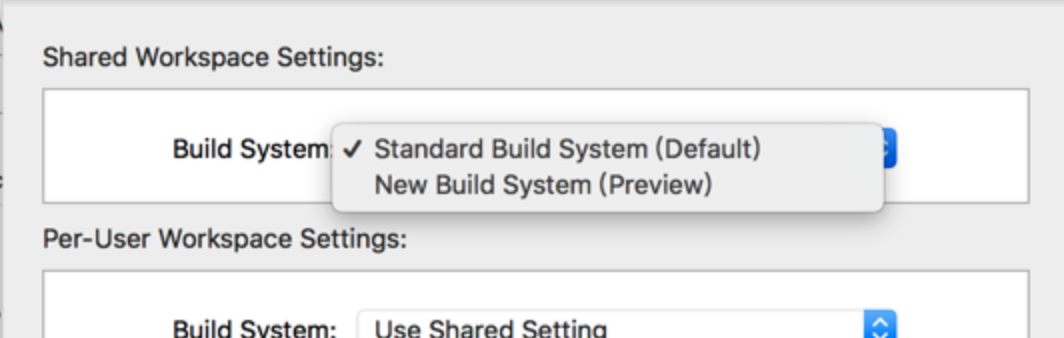 Shared Workspace Settings:
Build System: ✓ Standard Build System (Default)
New Build System (Preview)
Per-User Workspace Settings:
Build System: Use Shared Setting